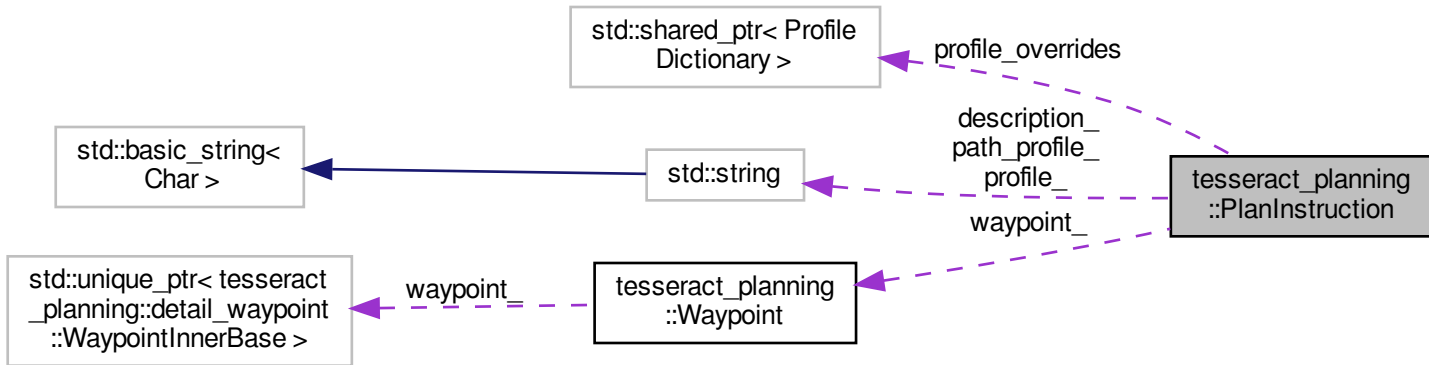 std::shared_ptr< Profile
Dictionary >
profile_overrides
description_
path_profile_
profile_
std::basic_string<
Char >
std::string
tesseract_planning
::PlanInstruction
waypoint_
std::unique_ptr< tesseract
_planning::detail_waypoint
::WaypointInnerBase >
waypoint_
tesseract_planning
::Waypoint